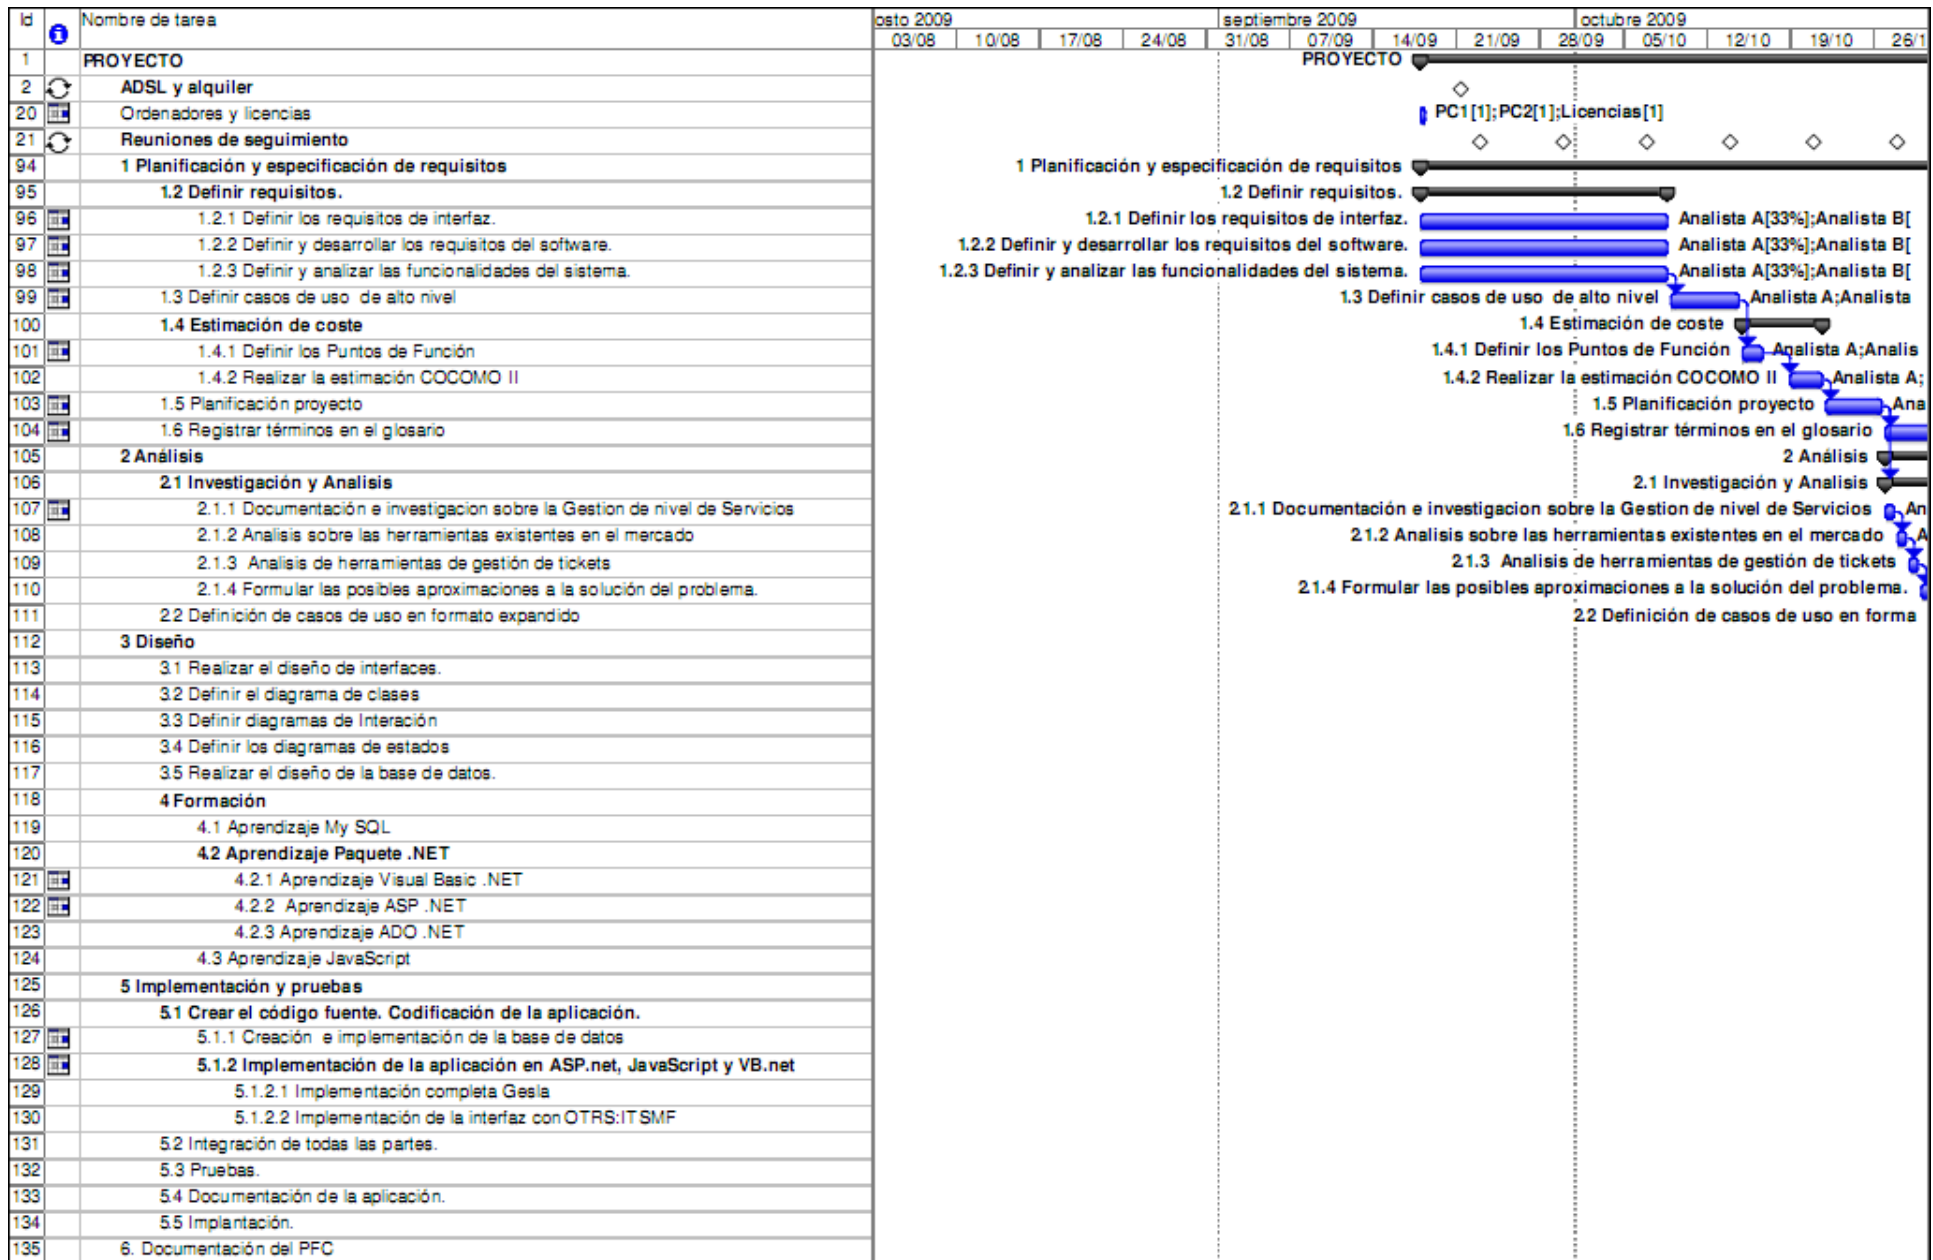 Id Nombre de tarea osto 2009 septiembre 2009 octubre 2009
03/08 10/08 17/08 24/08 31/08 07/09 14/09 21/09 28/09 05/10 12/10 19/10 26/1
1 PROYECTO PROYECTO
2 ADSL y alquiler
20 Ordenadores y licencias PC1[1];PC2[1];Licencias[1]
21 Reuniones de seguimiento
94 1 Planificación y especificación de requisitos 1 Planificación y especificación de requisitos
95 1.2 Definir requisitos. 1.2 Definir requisitos.
96 1.2.1 Definir los requisitos de interfaz. 1.2.1 Definir los requisitos de interfaz. Analista A[33%];Analista B[
97 1.2.2 Definir y desarrollar los requisitos del software. 1.2.2 Definir y desarrollar los requisitos del software. Analista A[33%];Analista B[
98 1.2.3 Definir y analizar las funcionalidades del sistema. 1.2.3 Definir y analizar las funcionalidades del sistema. Analista A[33%];Analista B[
99 1.3 Definir casos de uso de alto nivel 1.3 Definir casos de uso de alto nivel Analista A;Analista
100 1.4 Estimación de coste 1.4 Estimación de coste
101 1.4.1 Definir los Puntos de Función 1.4.1 Definir los Puntos de Función Analista A;Analis
102 1.4.2 Realizar la estimación COCOMO II 1.4.2 Realizar la estimación COCOMO II Analista A;
103 1.5 Planificación proyecto 1.5 Planificación proyecto Ana
104 1.6 Registrar términos en el glosario 1.6 Registrar términos en el glosario
105 2 Análisis 2 Análisis
106 2.1 Investigación y Analisis 2.1 Investigación y Analisis
107 2.1.1 Documentación e investigacion sobre la Gestion de nivel de Servicios 2.1.1 Documentación e investigacion sobre la Gestion de nivel de Servicios An
108 2.1.2 Analisis sobre las herramientas existentes en el mercado 2.1.2 Analisis sobre las herramientas existentes en el mercado A
109 2.1.3 Analisis de herramientas de gestión de tickets 2.1.3 Analisis de herramientas de gestión de tickets
110 2.1.4 Formular las posibles aproximaciones a la solución del problema. 2.1.4 Formular las posibles aproximaciones a la solución del problema.
111 2.2 Definición de casos de uso en formato expandido 2.2 Definición de casos de uso en forma
112 3 Diseño
113 3.1 Realizar el diseño de interfaces.
114 3.2 Definir el diagrama de clases
115 3.3 Definir diagramas de Interación
116 3.4 Definir los diagramas de estados
117 3.5 Realizar el diseño de la base de datos.
118 4 Formación
119 4.1 Aprendizaje My SQL
120 4.2 Aprendizaje Paquete .NET
121 4.2.1 Aprendizaje Visual Basic .NET
122 4.2.2 Aprendizaje ASP .NET
123 4.2.3 Aprendizaje ADO .NET
124 4.3 Aprendizaje JavaScript
125 5 Implementación y pruebas
126 5.1 Crear el código fuente. Codificación de la aplicación.
127 5.1.1 Creación e implementación de la base de datos
128 5.1.2 Implementación de la aplicación en ASP.net, JavaScript y VB.net
129 5.1.2.1 Implementación completa Gesla
130 5.1.2.2 Implementación de la interfaz con OTRS:ITSMF
131 5.2 Integración de todas las partes.
132 5.3 Pruebas.
133 5.4 Documentación de la aplicación.
134 5.5 Implantación.
135 6. Documentación del PFC